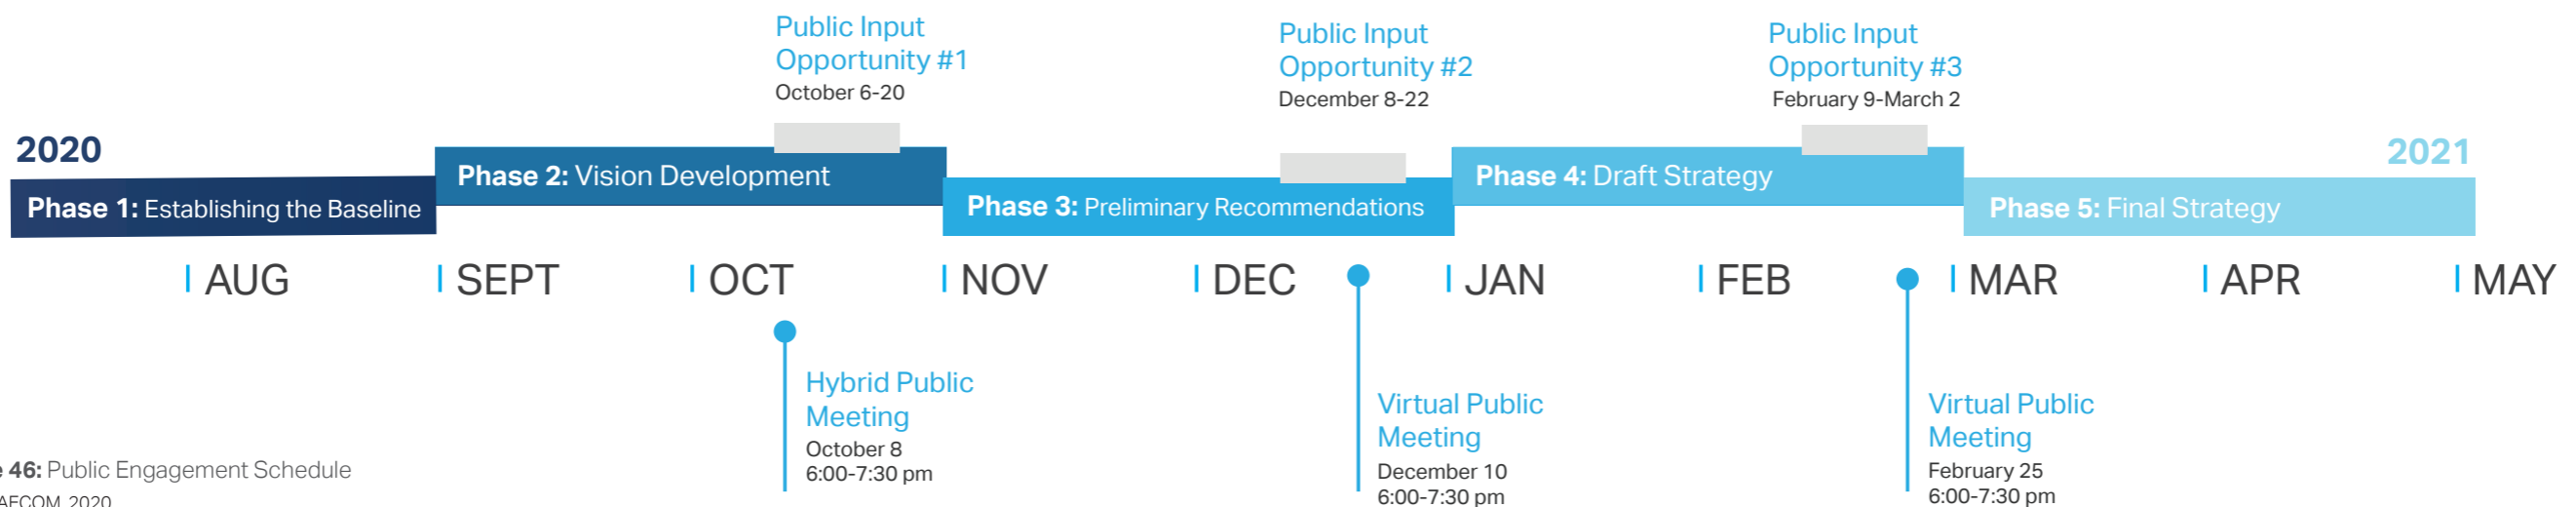 Public Input
Opportunity #1
October 6-20
Public Input
Opportunity #2
December 8-22
Public Input
Opportunity #3
February 9-March 2
2020
2021
Phase 1: Establishing the Baseline
Phase 2: Vision Development
Phase 3: Preliminary Recommendations
Phase 4: Draft Strategy
Phase 5: Final Strategy
AUG SEPT OCT NOV DEC JAN FEB MAR APR MAY
Hybrid Public
Meeting
October 8
6:00-7:30 pm
Virtual Public
Meeting
December 10
6:00-7:30 pm
Virtual Public
Meeting
February 25
6:00-7:30 pm
46: Public Engagement Schedule
AECOM, 2020